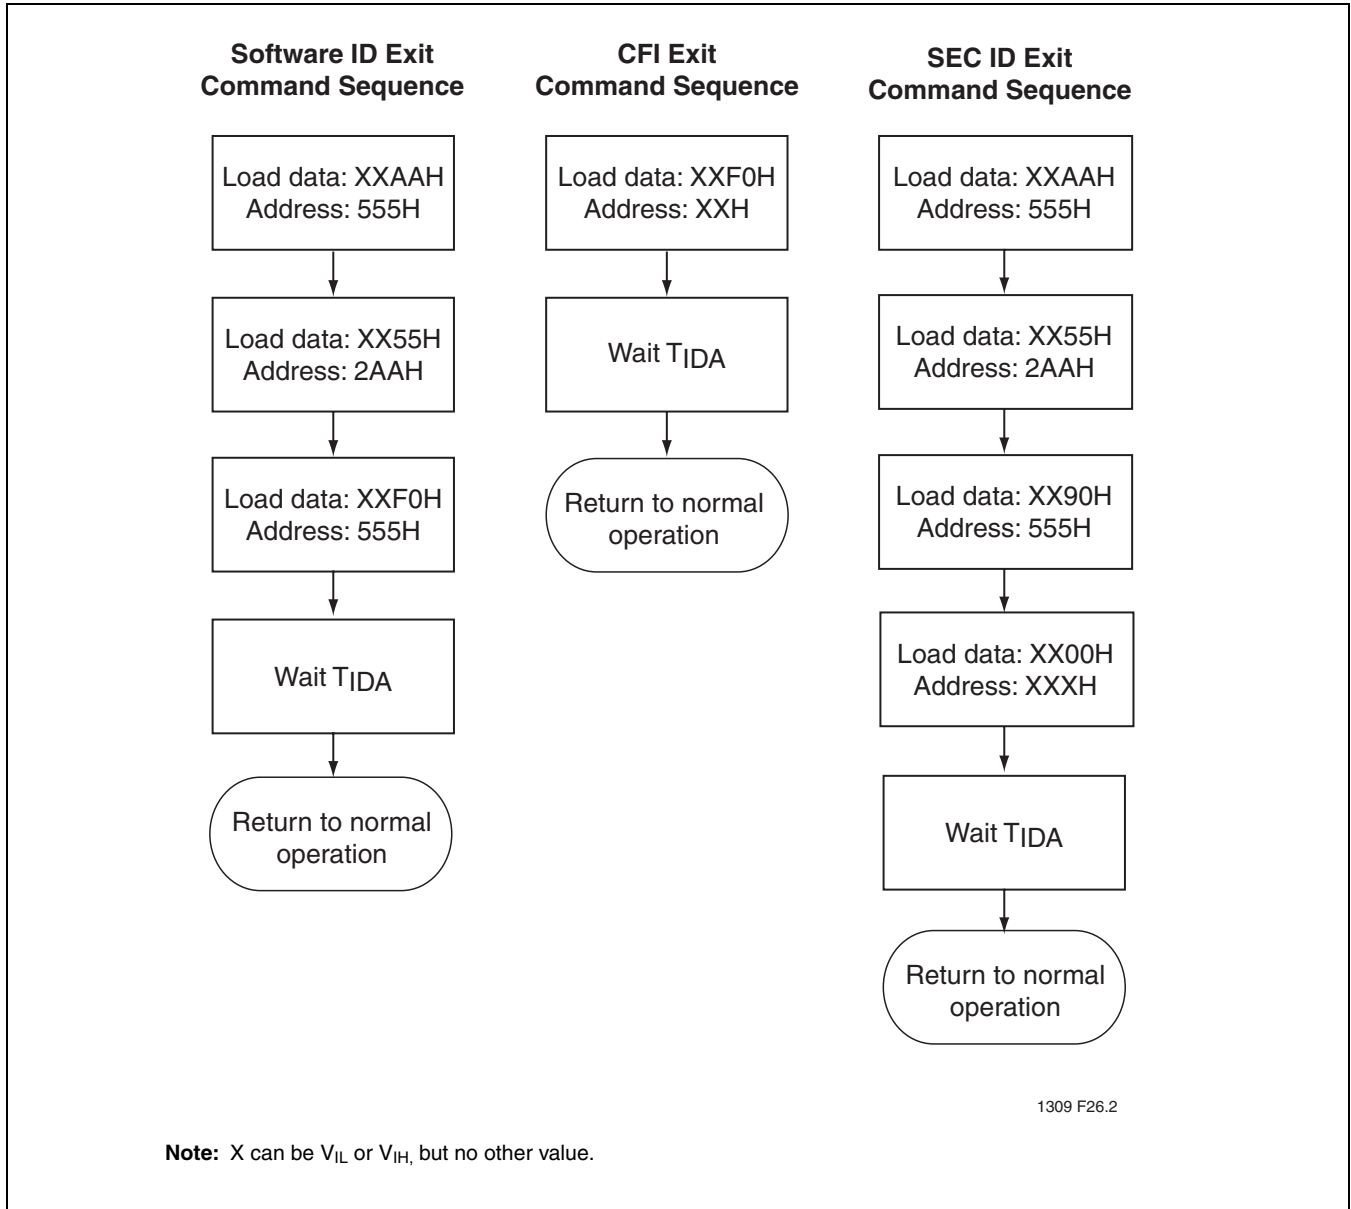 Software ID Exit
Command Sequence
Load data: XXAAH
Address: 555H
Load data: XX55H
Address: 2AAH
Load data: XXF0H
Address: 555H
Wait TIDA
Return to normal
operation
CFI Exit
Command Sequence
Load data: XXF0H
Address: XXH
Wait TIDA
Return to normal
operation
SEC ID Exit
Command Sequence
Load data: XXAAH
Address: 555H
Load data: XX55H
Address: 2AAH
Load data: XX90H
Address: 555H
Load data: XX00H
Address: XXXH
Wait TIDA
Return to normal
operation
1309 F26.2
Note: X can be VIL or VIH, but no other value.